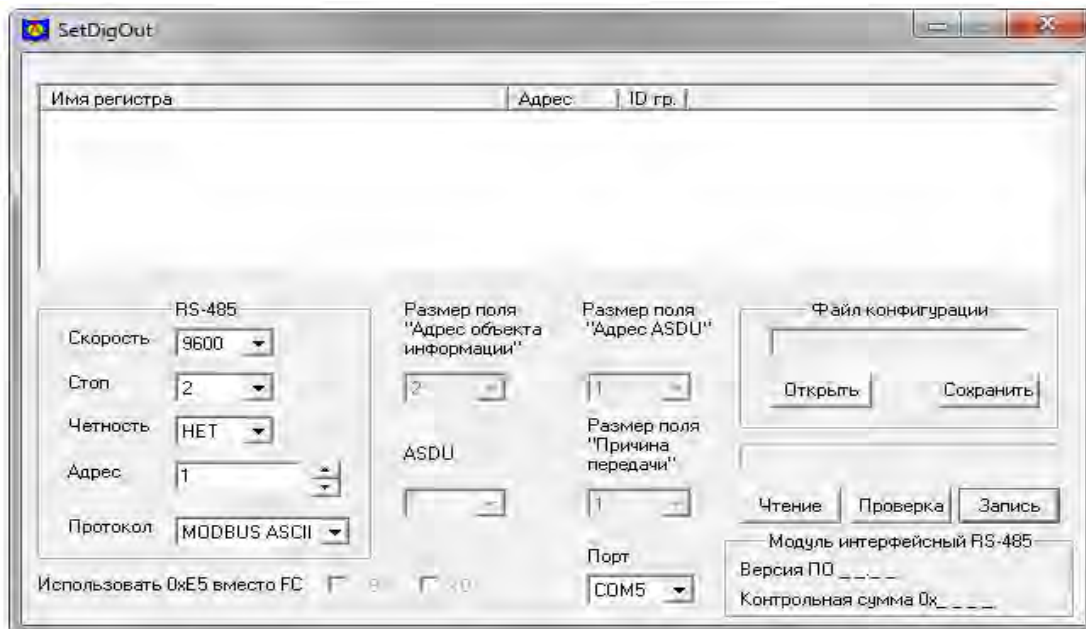 SetDigOut
Имя регистра Адрес ID гр.
RS-485
Скорость 9600
Стоп 2
Четность НЕТ
Адрес 1
Протокол MODBUS ASCII
Размер поля
"Адрес объекта
информации"
2
ASDU
Размер поля
"Адрес ASDU"
1
Размер поля
"Причина
передачи"
1
Порт
COM5
Файл конфигурации
Открыть Сохранить
Чтение Проверка Запись
Модуль интерфейсный RS-485
Версия ПО _ _._ _
Контрольная сумма 0x_ _ _ _
Использовать 0xE5 вместо FC